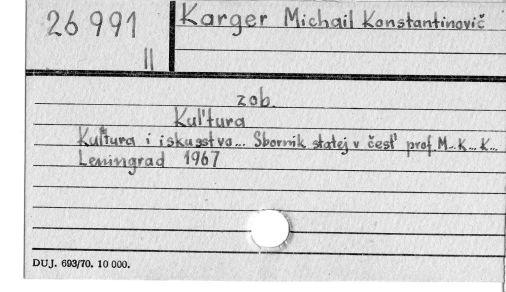 26 991
II
Karger Michail Konstantinovič
zob.
Kul'tura
Kul'tura i iskusstvo... Sbornik statej v čest' prof. M... K... K...
Leningrad 1967
DUJ. 693/70. 10 000.